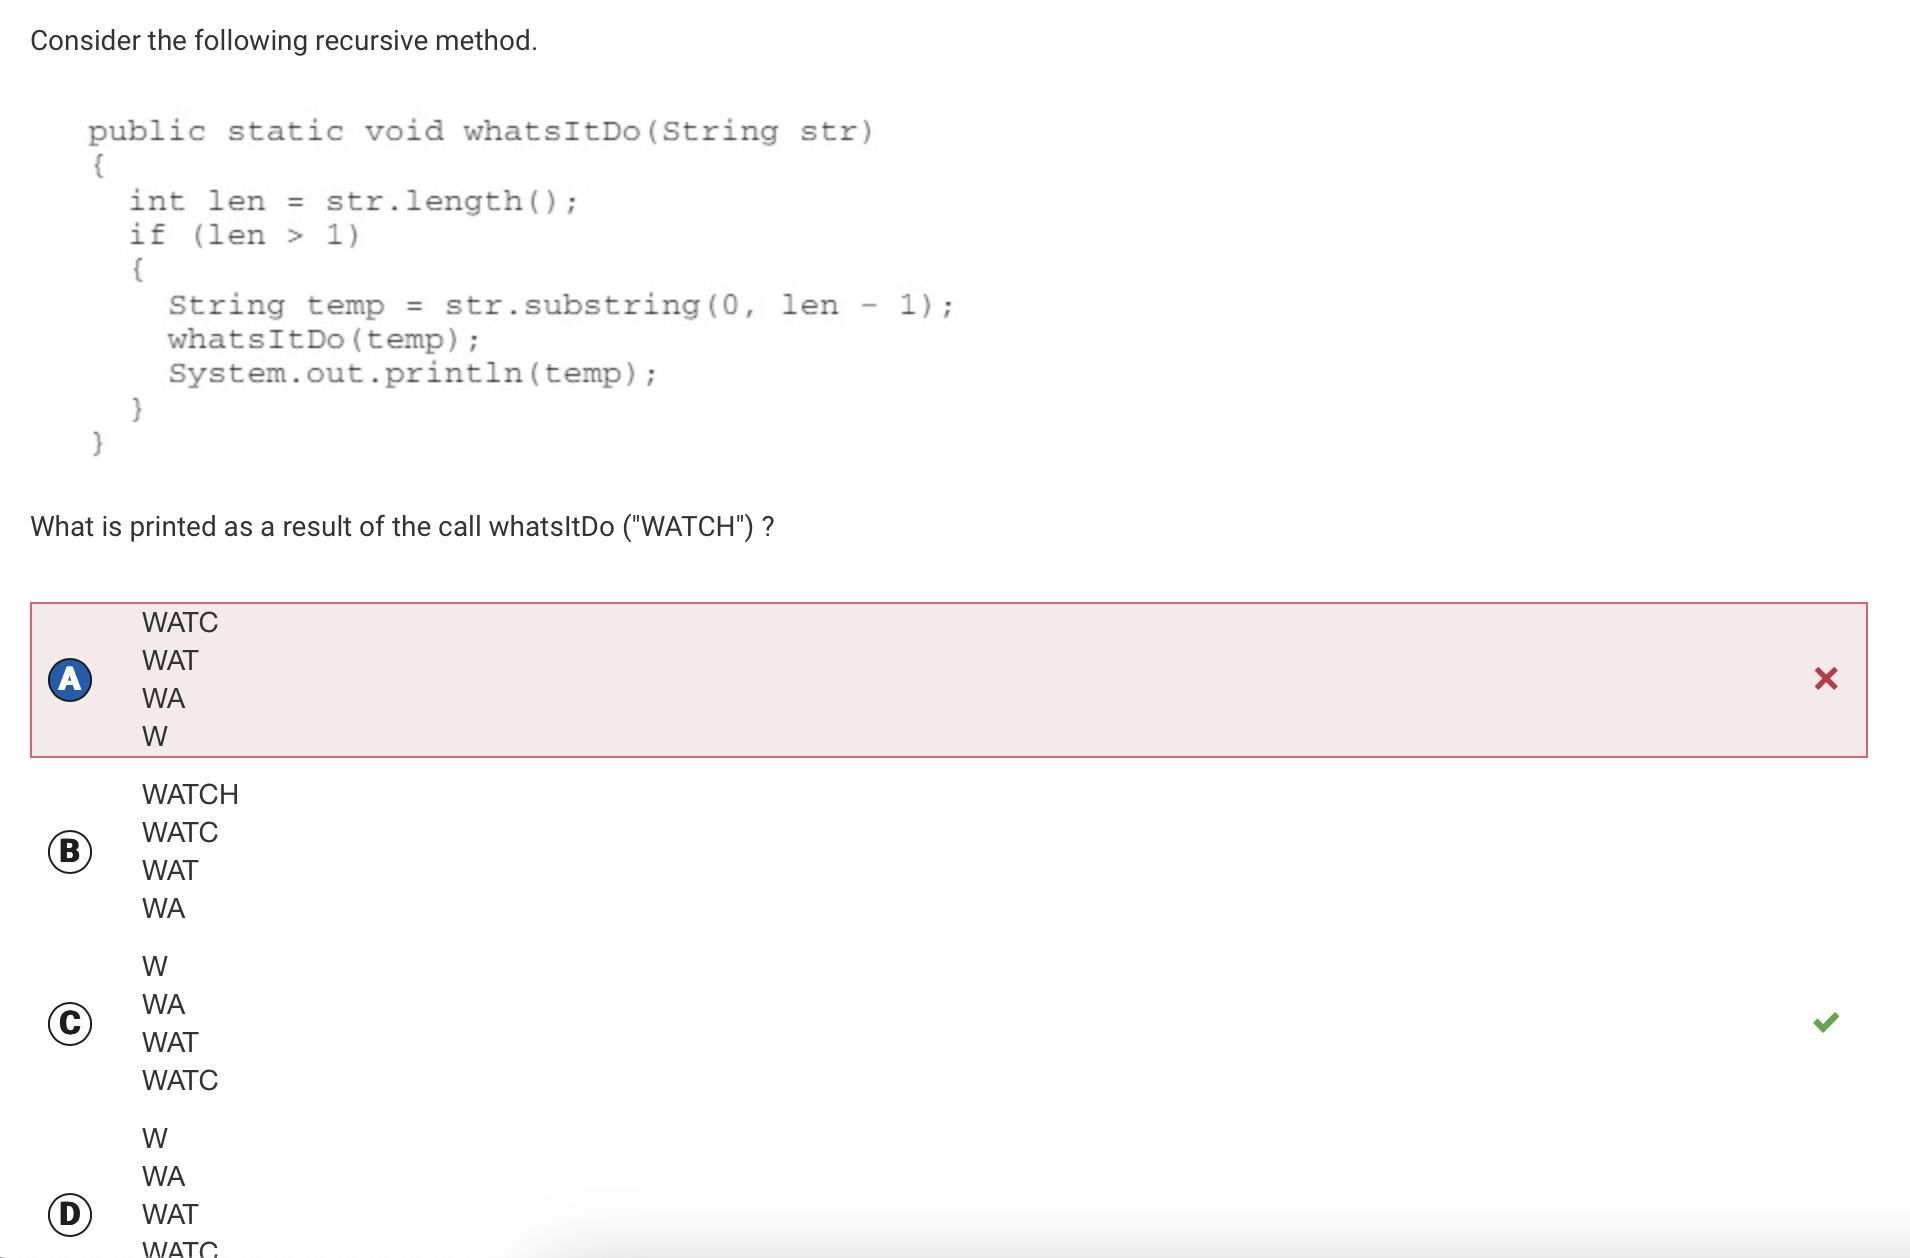 Consider the following recursive method.
public static void whatsItDo(String str)
{
int len = str.length();
if (len > 1)
{
String temp = str.substring(0, len - 1);
whatsItDo(temp);
System.out.println(temp);
}
}
What is printed as a result of the call whatsItDo ("WATCH") ?
A
WATC
WAT
WA
W
B
WATCH
WATC
WAT
WA
C
W
WA
WAT
WATC
D
W
WA
WAT
WATC